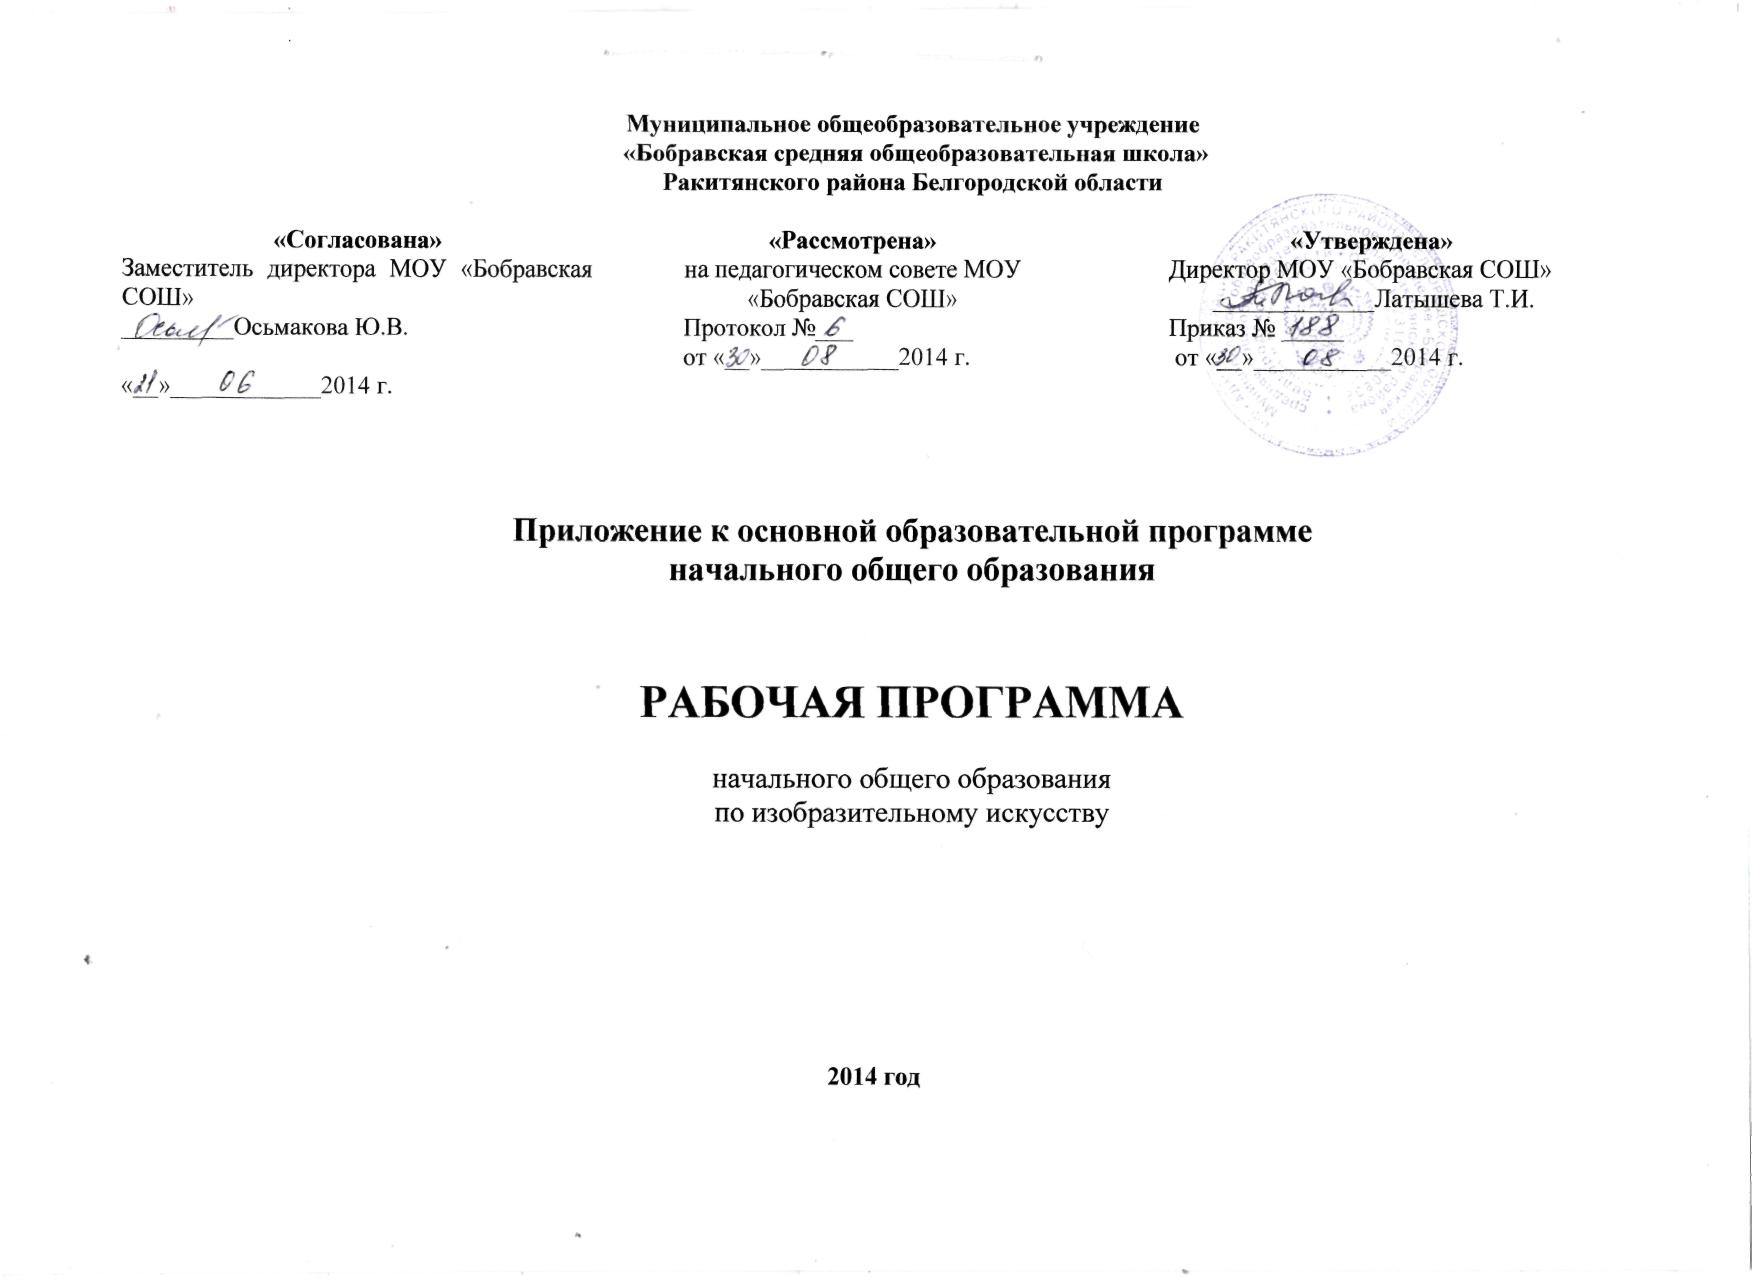 Муниципальное общеобразовательное учреждение
«Бобравская средняя общеобразовательная школа»
Ракитянского района Белгородской области
«Согласована»
Заместитель директора МОУ «Бобравская
СОШ»
Осьмакова Ю.В.
«21» 06 2014 г.
«Рассмотрена»
на педагогическом совете МОУ
«Бобравская СОШ»
Протокол № 6
от «30» 08 2014 г.
«Утверждена»
Директор МОУ «Бобравская СОШ»
Латышева Т.И.
Приказ № 188
от «30» 08 2014 г.
Приложение к основной образовательной программе
начального общего образования
РАБОЧАЯ ПРОГРАММА
начального общего образования
по изобразительному искусству
2014 год